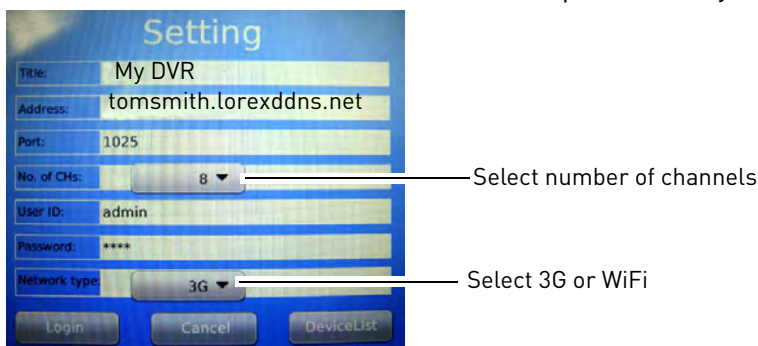 Setting
Title: My DVR
Address: tomsmith.lorexddns.net
Port: 1025
No. of CHs: 8
Select number of channels
User ID: admin
Password: ****
Network type: 3G
Select 3G or WiFi
Login Cancel DeviceList